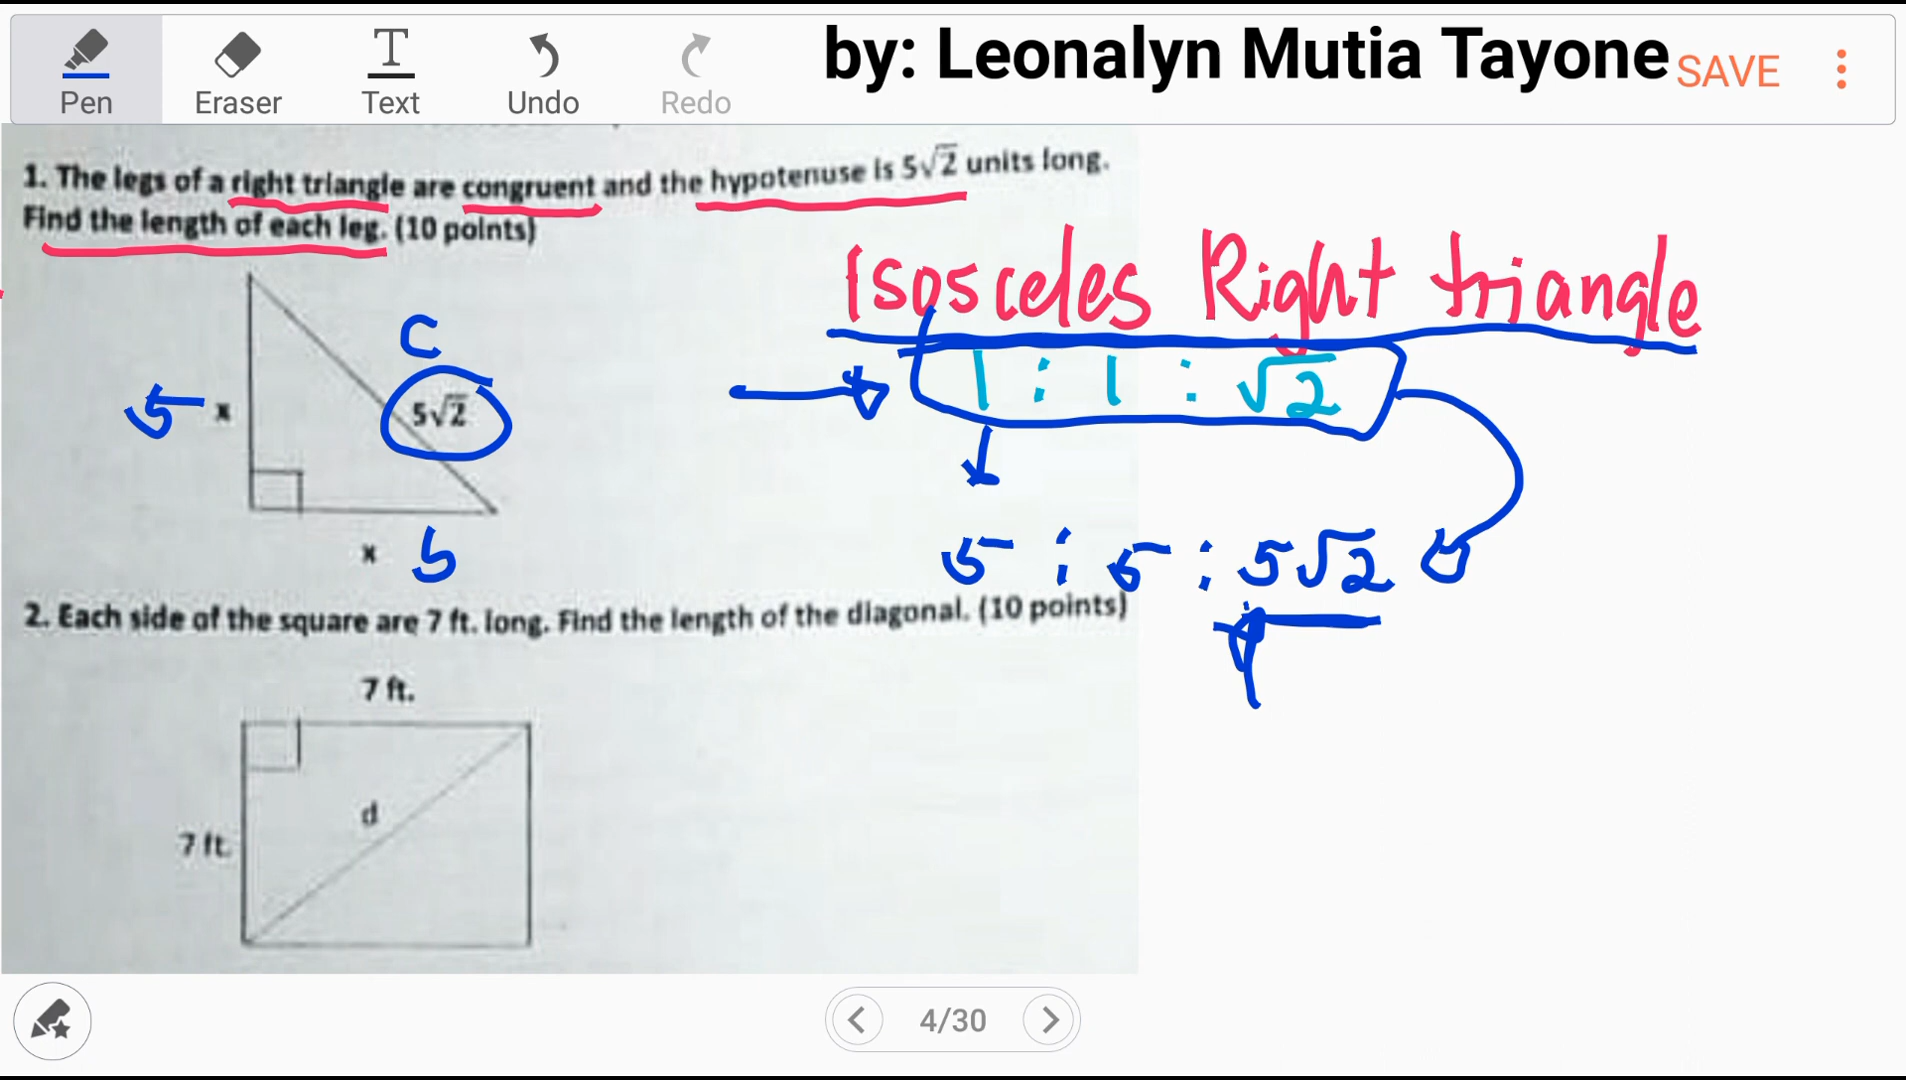 by: Leonalyn Mutia Tayone
SAVE
Pen
Eraser
Text
Undo
Redo
1. The legs of a right triangle are congruent and the hypotenuse is 5√2 units long.
Find the length of each leg. (10 points)
Isosceles Right triangle
1 : 1 : √2
C
5
x
5√2
5 : 5 : 5√2
x
5
2. Each side of the square are 7 ft. long. Find the length of the diagonal. (10 points)
7 ft.
d
7 ft.
4/30